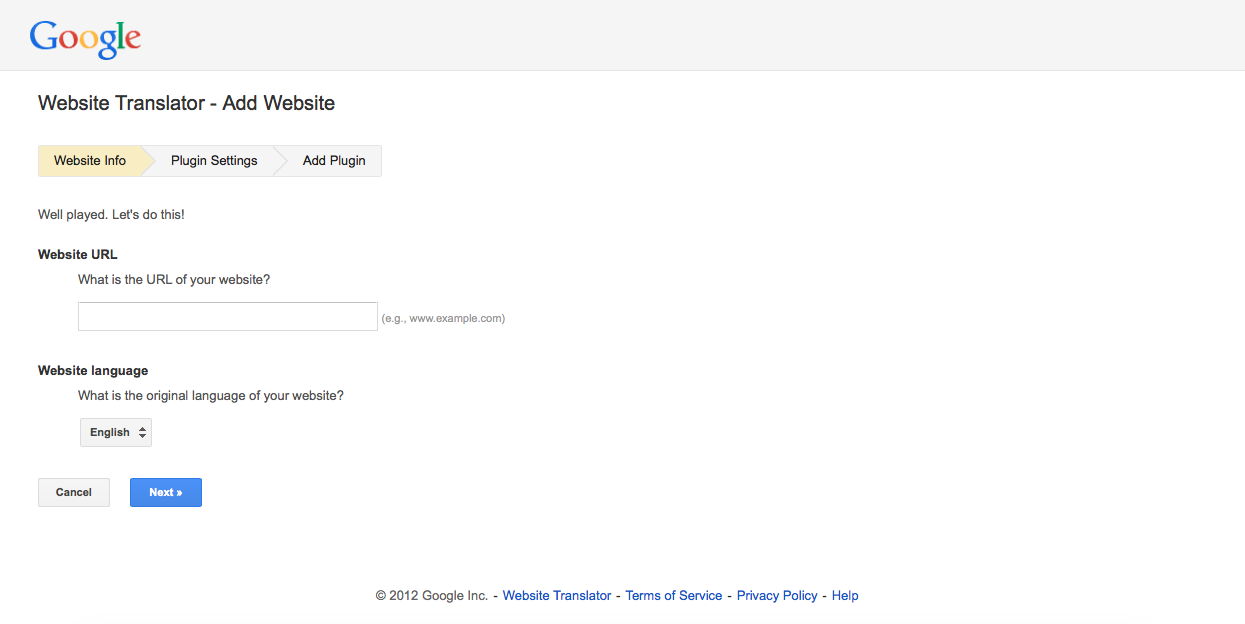 Google
Website Translator - Add Website
Website Info Plugin Settings Add Plugin
Well played. Let's do this!
Website URL
What is the URL of your website?
(e.g., www.example.com)
Website language
What is the original language of your website?
English
Cancel Next »
© 2012 Google Inc. - Website Translator - Terms of Service - Privacy Policy - Help